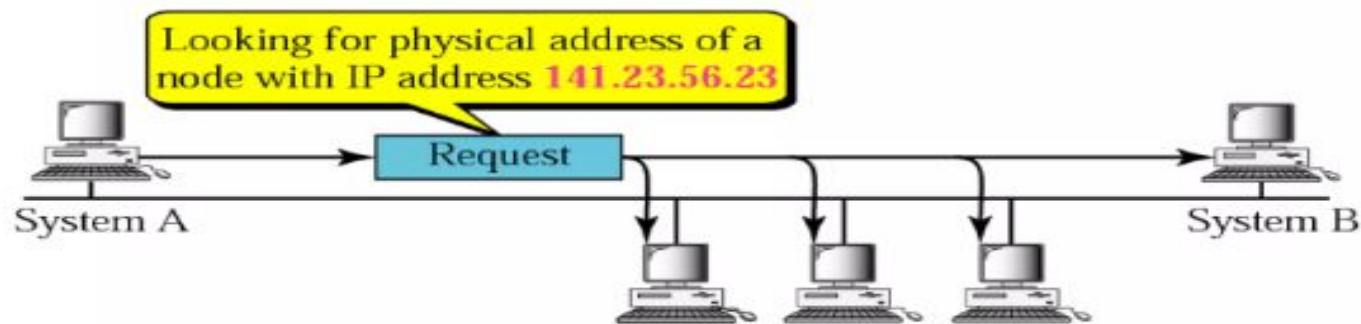 Looking for physical address of a
node with IP address 141.23.56.23
Request
System A
System B